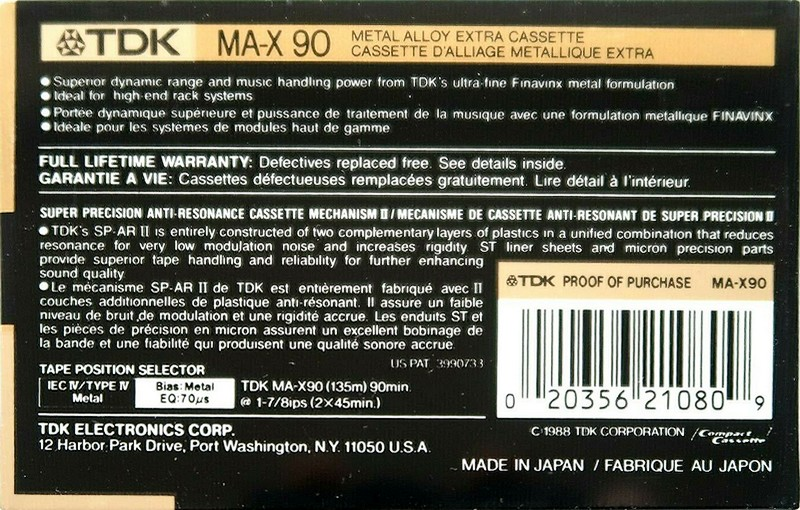 TDK MA-X 90 METAL ALLOY EXTRA CASSETTE
CASSETTE D'ALLIAGE METALLIQUE EXTRA
● Superior dynamic range and music handling power from TDK's ultra-fine Finavinx metal formulation
● Ideal for high-end rack systems
● Portée dynamique supérieure et puissance de traitement de la musique avec une formulation metallique FINAVINX
● Idéale pour les systèmes de modules haut de gamme
FULL LIFETIME WARRANTY: Defectives replaced free. See details inside.
GARANTIE A VIE: Cassettes défectueuses remplacées gratuitement. Lire détail à l'intérieur.
SUPER PRECISION ANTI-RESONANCE CASSETTE MECHANISM II / MECANISME DE CASSETTE ANTI-RESONANT DE SUPER PRECISION II
● TDK's SP-AR II is entirely constructed of two complementary layers of plastics in a unified combination that reduces
resonance for very low modulation noise and increases rigidity. ST liner sheets and micron precision parts
provide superior tape handling and reliability for further enhancing
sound quality
● Le mécanisme SP-AR II de TDK est entièrement fabriqué avec II
couches additionnelles de plastique anti-résonant. Il assure un faible
niveau de bruit de modulation et une rigidité accrue. Les enduits ST et
les pièces de précision en micron assurent un excellent bobinage de
la bande et une fiabilité qui produisent une qualité sonore accrue.
US PAT. 3990733
TAPE POSITION SELECTOR
IEC IV/TYPE IV
Metal
Bias: Metal
EQ: 70µs
TDK MA-X90 (135m) 90min.
@ 1-7/8ips (2×45min.)
TDK ELECTRONICS CORP.
12 Harbor Park Drive, Port Washington, N.Y. 11050 U.S.A.
TDK PROOF OF PURCHASE MA-X90
0 20356 21080 9
© 1988 TDK CORPORATION
Compact
Cassette
MADE IN JAPAN / FABRIQUE AU JAPON